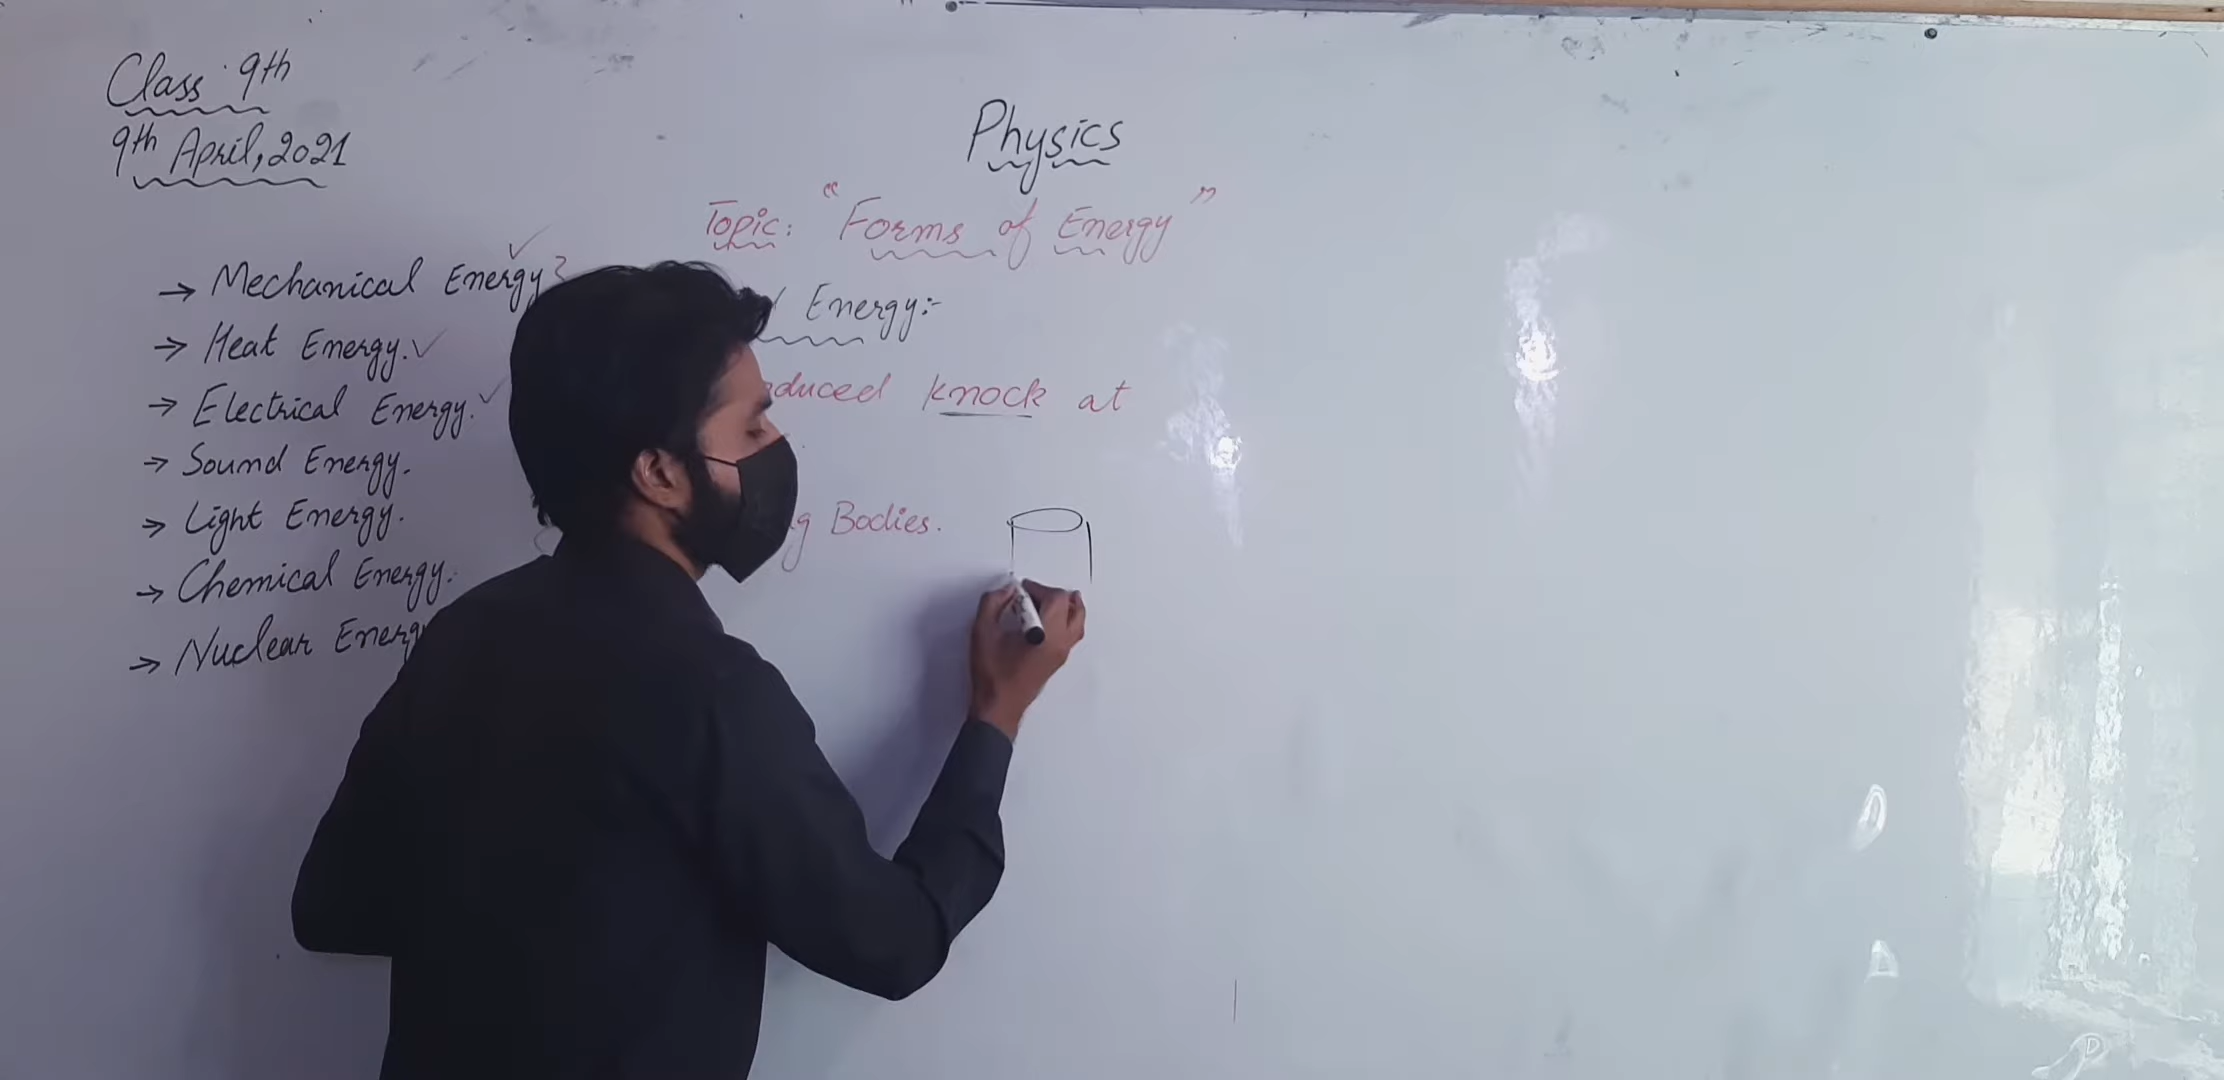 Class 9th
9th April, 2021
Physics
Topic: "Forms of Energy"
→ Mechanical Energy
→ Heat Energy. ✓
→ Electrical Energy. ✓
→ Sound Energy.
→ Light Energy.
→ Chemical Energy.
→ Nuclear Energy
Energy:-
knock at
Bodies.